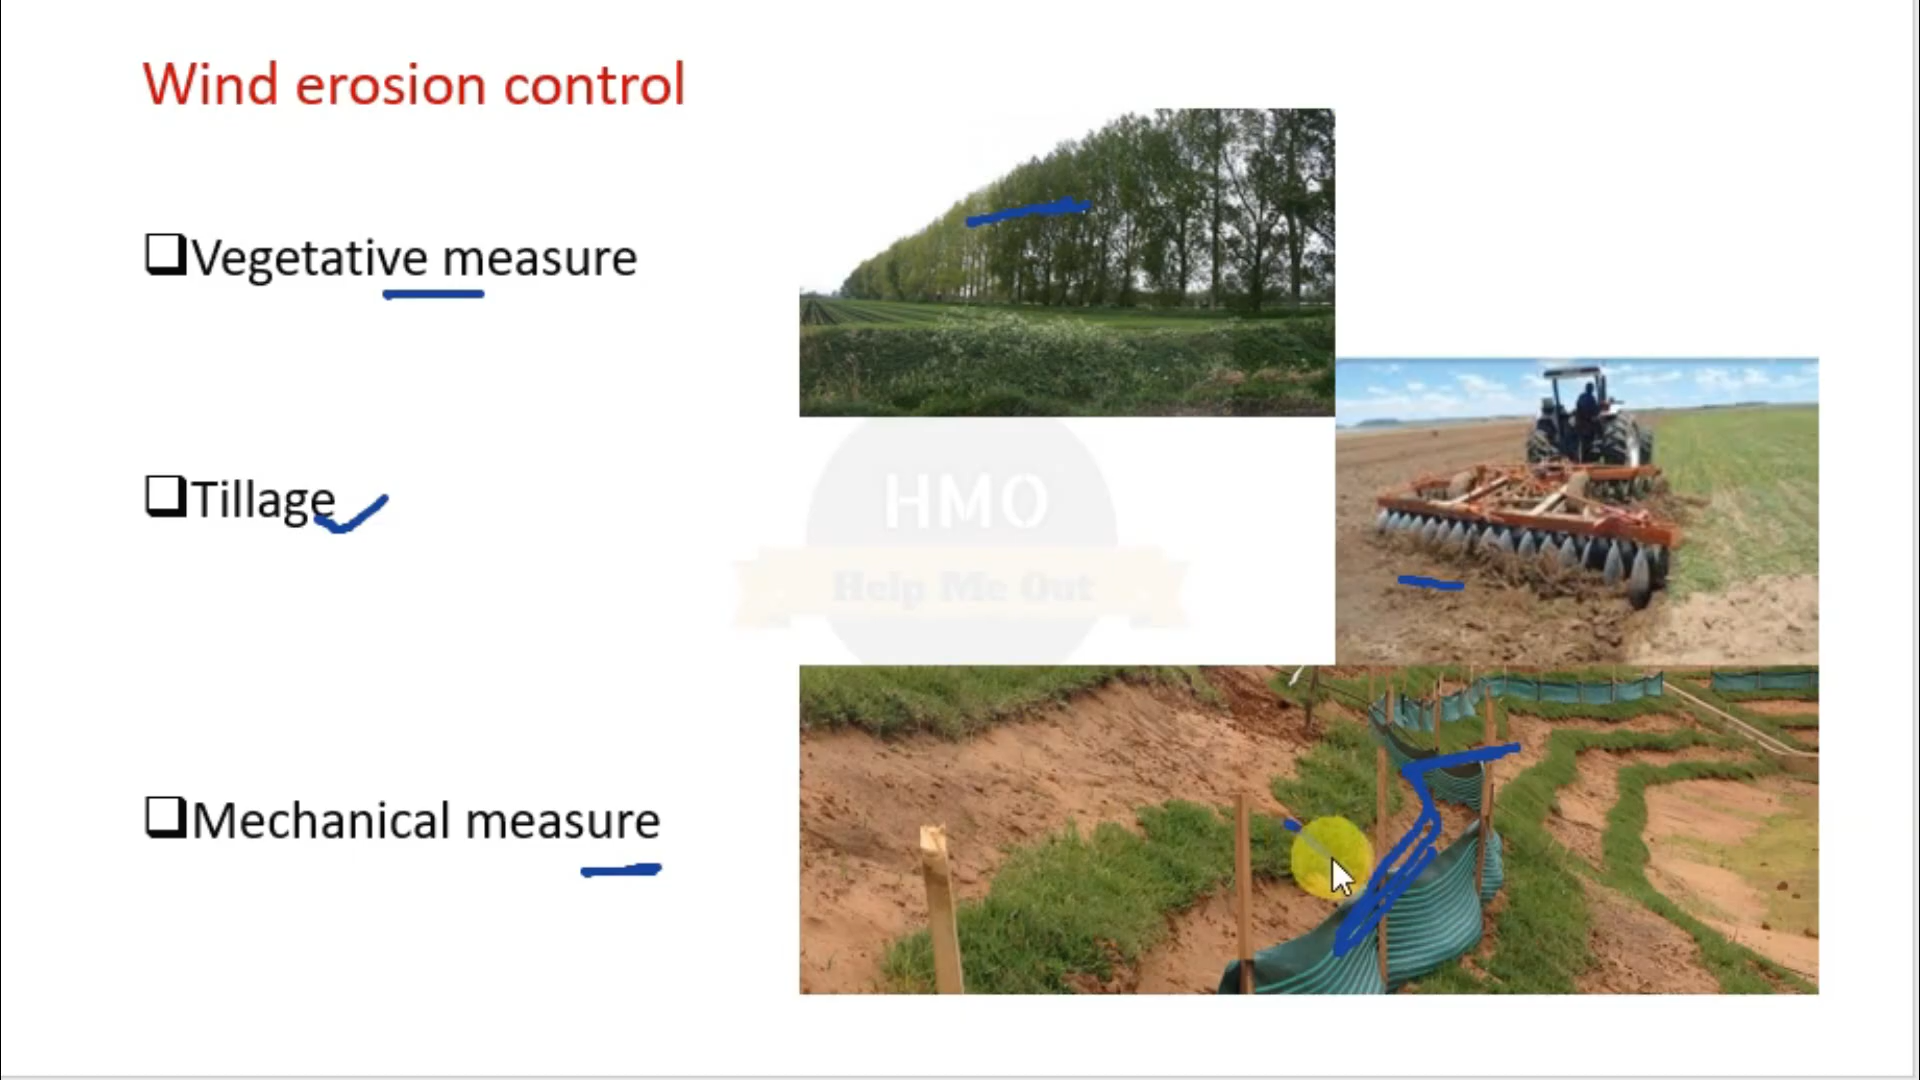 Wind erosion control
Vegetative measure
Tillage
Mechanical measure
HMO
Help Me Out